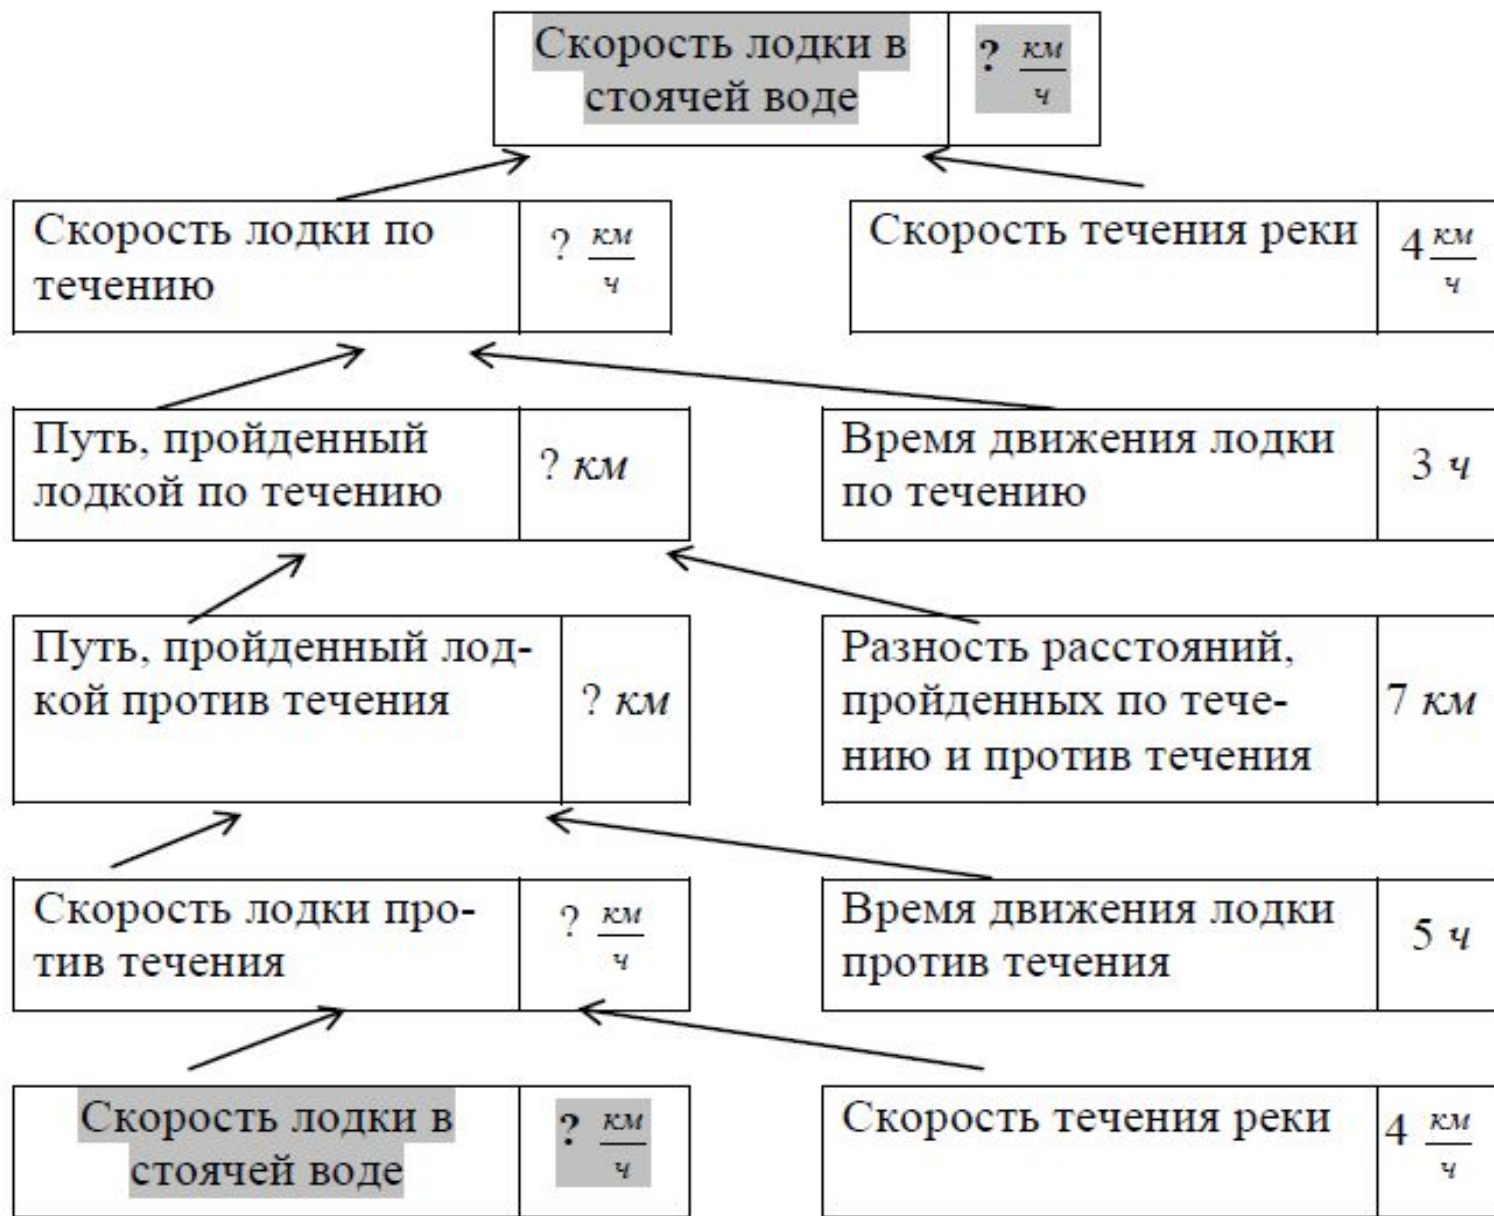 Скорость лодки в
стоячей воде
? км/ч
Скорость лодки по
течению
? км/ч
Скорость течения реки
4 км/ч
Путь, пройденный
лодкой по течению
? км
Время движения лодки
по течению
3 ч
Путь, пройденный лод-
кой против течения
? км
Разность расстояний,
пройденных по тече-
нию и против течения
7 км
Скорость лодки про-
тив течения
? км/ч
Время движения лодки
против течения
5 ч
Скорость лодки в
стоячей воде
? км/ч
Скорость течения реки
4 км/ч